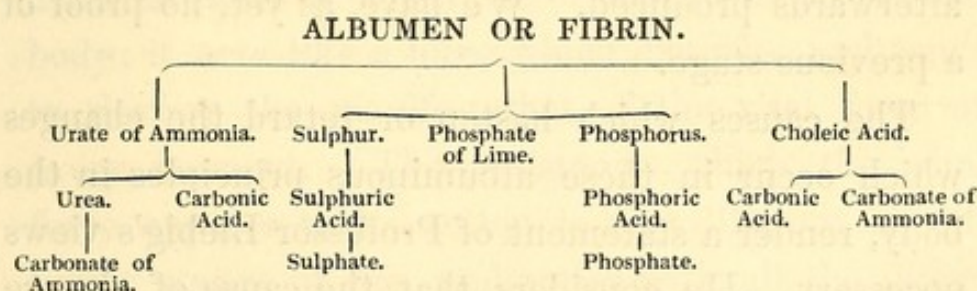 ALBUMEN OR FIBRIN.
Urate of Ammonia. Sulphur. Phosphate of Lime. Phosphorus. Choleic Acid.
Urea. Carbonic Acid. Sulphuric Acid. Phosphoric Acid. Carbonic Acid. Carbonate of Ammonia.
Carbonate of Ammonia. Sulphate. Phosphate.